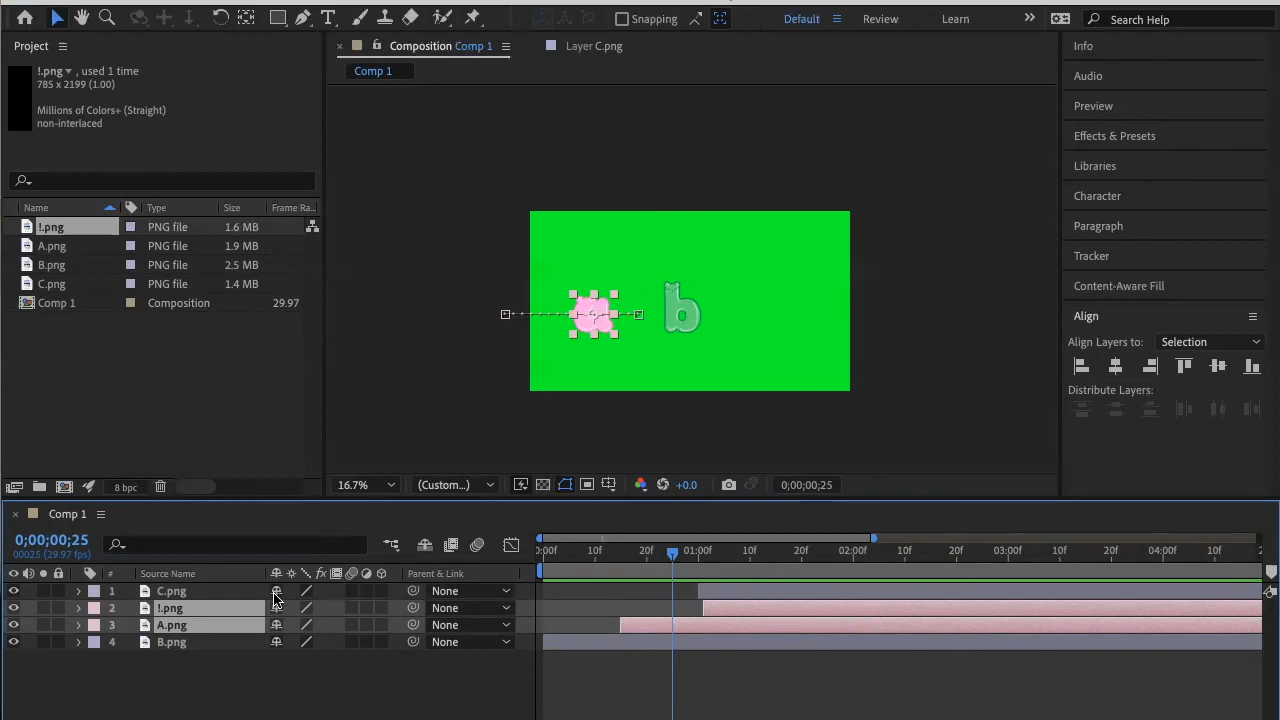 Snapping
Default
Review
Learn
Search Help
Project
Composition Comp 1
Layer C.png
Info
!.png, used 1 time
785 x 2199 (1.00)
Comp 1
Audio
Millions of Colors+ (Straight)
non-interlaced
Preview
Effects & Presets
Libraries
Character
Name Type Size Frame Ra...
!.png PNG file 1.6 MB
A.png PNG file 1.9 MB
B.png PNG file 2.5 MB
C.png PNG file 1.4 MB
Comp 1 Composition 29.97
Paragraph
Tracker
Content-Aware Fill
Align
Align Layers to: Selection
Distribute Layers:
b
8 bpc
16.7% (Custom...) +0.0 0;00;00;25
Comp 1
0;00;00;25
00025 (29.97 fps)
0:00f 10f 20f 01:00f 10f 20f 02:00f 10f 20f 03:00f 10f 20f 04:00f 10f
# Source Name fx Parent & Link
1 C.png None
2 !.png None
3 A.png None
4 B.png None